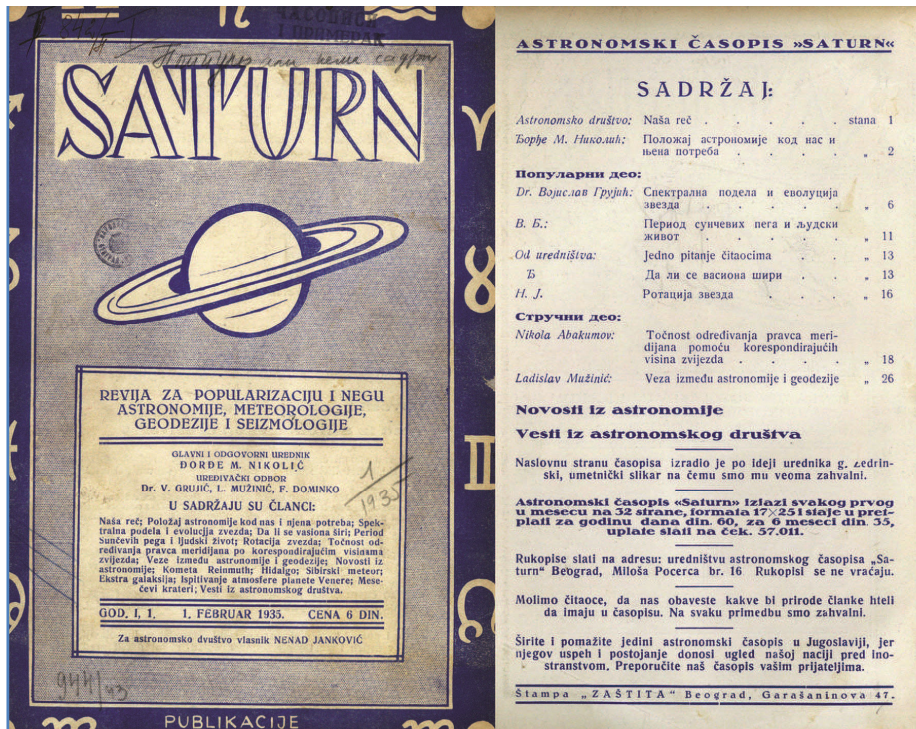 ЧАСОПИСИ
I ПРИМЕРАК
SATURN
REVIJA ZA POPULARIZACIJU I NEGU
ASTRONOMIJE, METEOROLOGIJE,
GEODEZIJE I SEIZMOLOGIJE
GLAVNI I ODGOVORNI UREDNIK
ĐORĐE M. NIKOLIĆ
UREĐIVAČKI ODBOR
Dr. V. GRUJIĆ, L. MUŽINIĆ, F. DOMINKO
U SADRŽAJU SU ČLANCI:
Naša reč; Položaj astronomije kod nas i njena potreba; Spek-
tralna podela i evolucija zvezda; Da li se vasiona širi; Period
Sunčevih pega i ljudski život; Rotacija zvezda; Točnost od-
ređivanja pravca meridijana po korespondirajućim visinama
zvijezda; Veze između astronomije i geodezije; Novosti iz
astronomije; Kometa Reinmuth; Hidalgo; Sibirski meteor;
Ekstra galaksija; Ispitivanje atmosfere planete Venere; Mese-
čevi krateri; Vesti iz astronomskog društva.
1
1935
GOD. I, 1. 1. FEBRUAR 1935. CENA 6 DIN.
Za astronomsko društvo vlasnik NENAD JANKOVIĆ
944/43
PUBLIKACIJE
ASTRONOMSKI ČASOPIS »SATURN«
SADRŽAJ:
Astronomsko društvo: Naša reč . . . . . stana 1
Ђорђе М. Николић: Положај астрономије код нас и
њена потреба . . . . „ 2
Популарни део:
Dr. Војислав Грујић: Спектрална подела и еволуција
звезда . . . . . „ 6
В. Б.: Период сунчевих пега и људски
живот . . . . . „ 11
Od uredništva: Jedno pitanje čitaocima . . „ 13
Ђ Да ли се васиона шири . . „ 13
Н. Ј. Ротација звезда . . . „ 16
Стручни део:
Nikola Abakumov: Točnost određivanja pravca meri-
dijana pomoću korespondirajućih
visina zvijezda . . . . „ 18
Ladislav Mužinić: Veza između astronomije i geodezije „ 26
Novosti iz astronomije
Vesti iz astronomskog društva
Naslovnu stranu časopisa izradio je po ideji urednika g. Zedrin-
ski, umetnički slikar na čemu smo mu veoma zahvalni.
Astronomski časopis «Saturn» izlazi svakog prvog
u mesecu na 32 strane, formata 17×251 staje u pret-
plati za godinu dana din. 60, za 6 meseci din. 35,
uplate slati na ček. 57.011.
Rukopise slati na adresu: uredništvu astronomskog časopisa „Sa-
turn" Beograd, Miloša Pocerca br. 16 Rukopisi se ne vraćaju.
Molimo čitaoce, da nas obaveste kakve bi prirode članke hteli
da imaju u časopisu. Na svaku primedbu smo zahvalni.
Širite i pomažite jedini astronomski časopis u Jugoslaviji, jer
njegov uspeh i postojanje donosi ugled našoj naciji pred ino-
stranstvom. Preporučite naš časopis vašim prijateljima.
Štampa "ZAŠTITA" Beograd, Garašaninova 47.